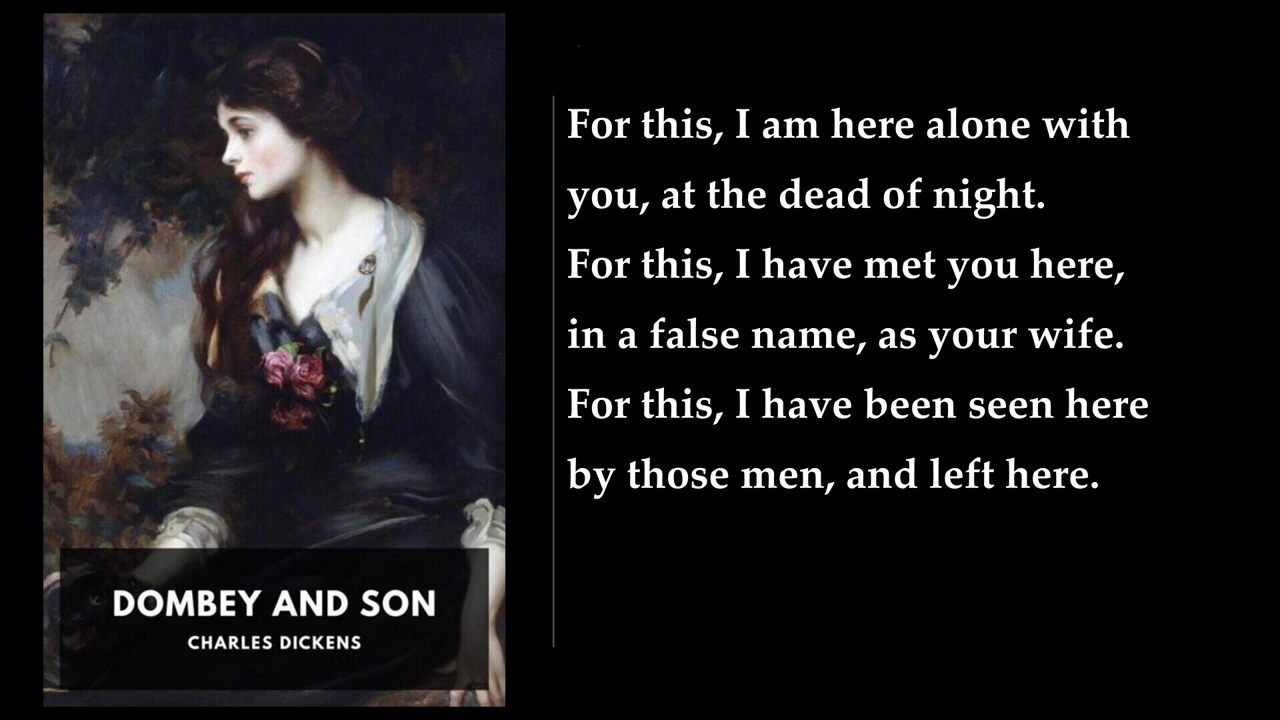 For this, I am here alone with
you, at the dead of night.
For this, I have met you here,
in a false name, as your wife.
For this, I have been seen here
by those men, and left here.
DOMBEY AND SON
CHARLES DICKENS